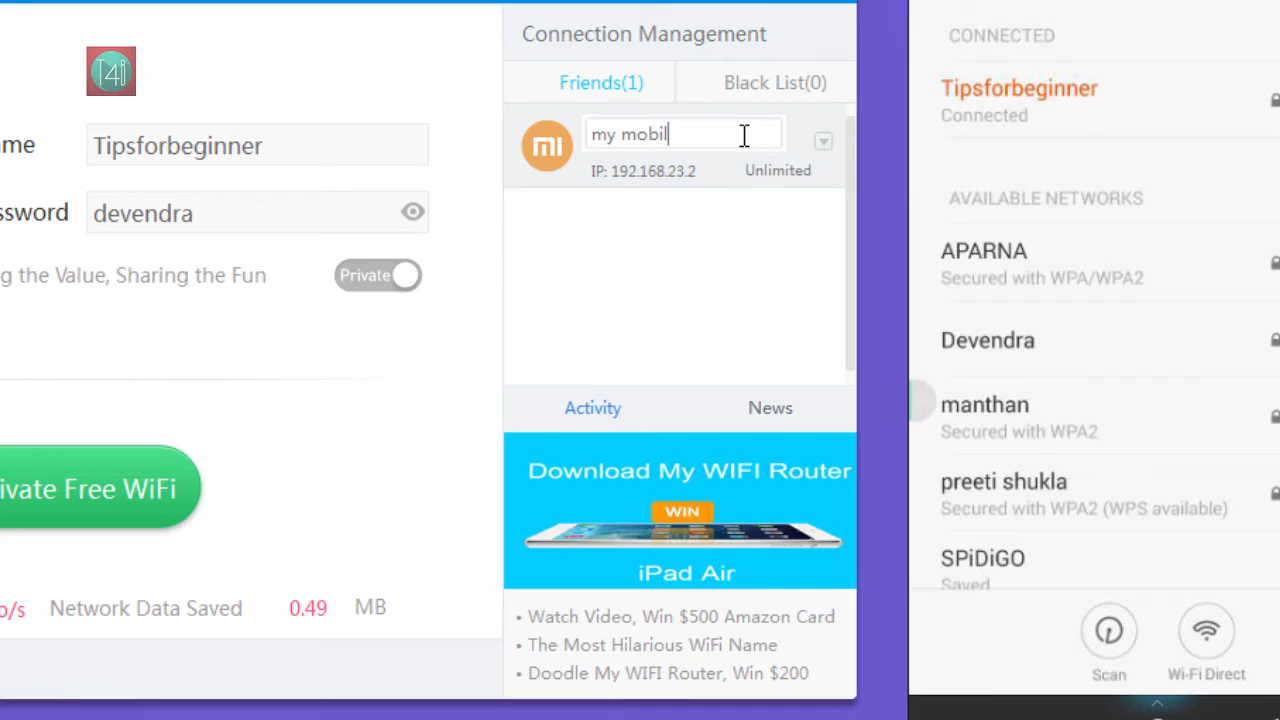 T4i
ame
Tipsforbeginner
ssword
devendra
g the Value, Sharing the Fun
Private
ivate Free WiFi
b/s
Network Data Saved
0.49
MB
Connection Management
Friends(1)
Black List(0)
mi
my mobil
IP: 192.168.23.2
Unlimited
Activity
News
Download My WIFI Router
WIN
iPad Air
• Watch Video, Win $500 Amazon Card
• The Most Hilarious WiFi Name
• Doodle My WIFI Router, Win $200
CONNECTED
Tipsforbeginner
Connected
AVAILABLE NETWORKS
APARNA
Secured with WPA/WPA2
Devendra
manthan
Secured with WPA2
preeti shukla
Secured with WPA2 (WPS available)
SPiDiGO
Saved
Scan
Wi-Fi Direct